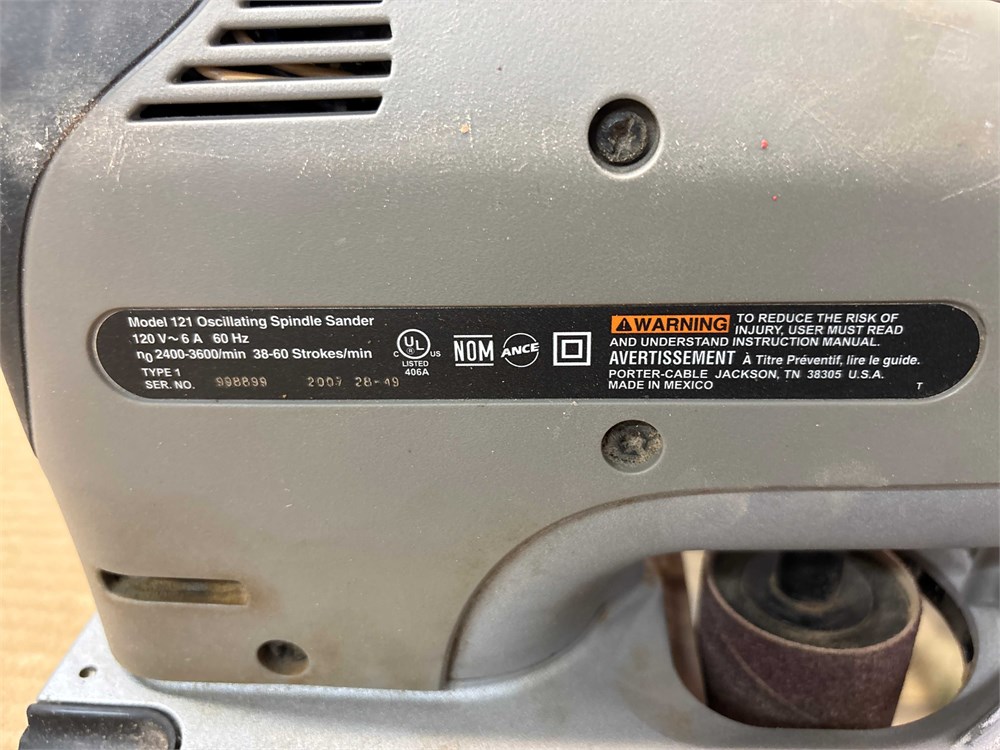 Model 121 Oscillating Spindle Sander
120 V~ 6 A 60 Hz
n0 2400-3600/min 38-60 Strokes/min
TYPE 1
SER. NO. 998899 2007 28-49
C UL US
®
LISTED
406A
NOM
ANCE
WARNING TO REDUCE THE RISK OF
INJURY, USER MUST READ
AND UNDERSTAND INSTRUCTION MANUAL.
AVERTISSEMENT À Titre Préventif, lire le guide.
PORTER-CABLE JACKSON, TN 38305 U.S.A.
MADE IN MEXICO T